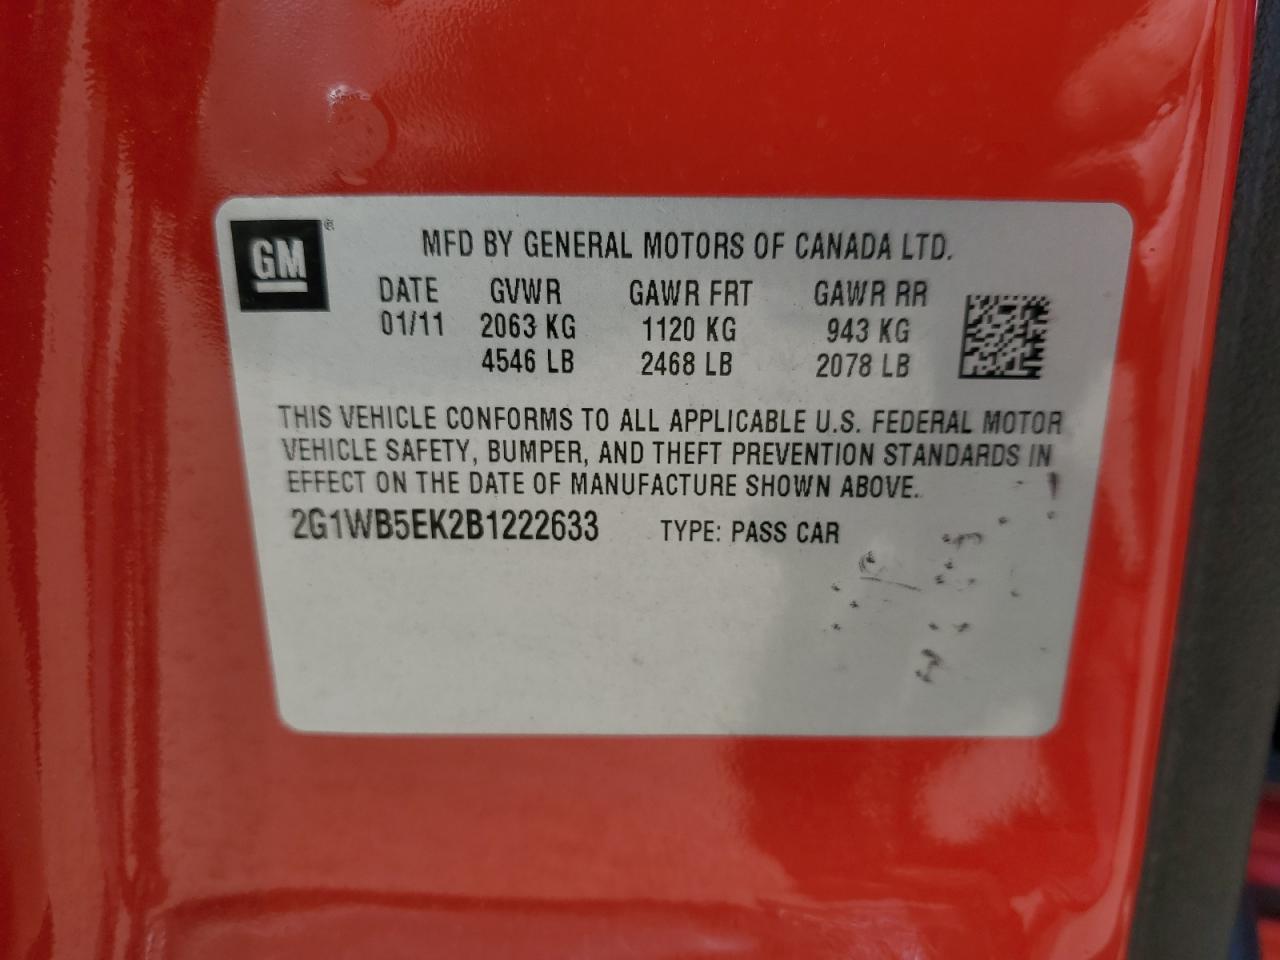 GM ®
MFD BY GENERAL MOTORS OF CANADA LTD.
DATE GVWR GAWR FRT GAWR RR
01/11 2063 KG 1120 KG 943 KG
4546 LB 2468 LB 2078 LB
THIS VEHICLE CONFORMS TO ALL APPLICABLE U.S. FEDERAL MOTOR
VEHICLE SAFETY, BUMPER, AND THEFT PREVENTION STANDARDS IN
EFFECT ON THE DATE OF MANUFACTURE SHOWN ABOVE.
2G1WB5EK2B1222633 TYPE: PASS CAR